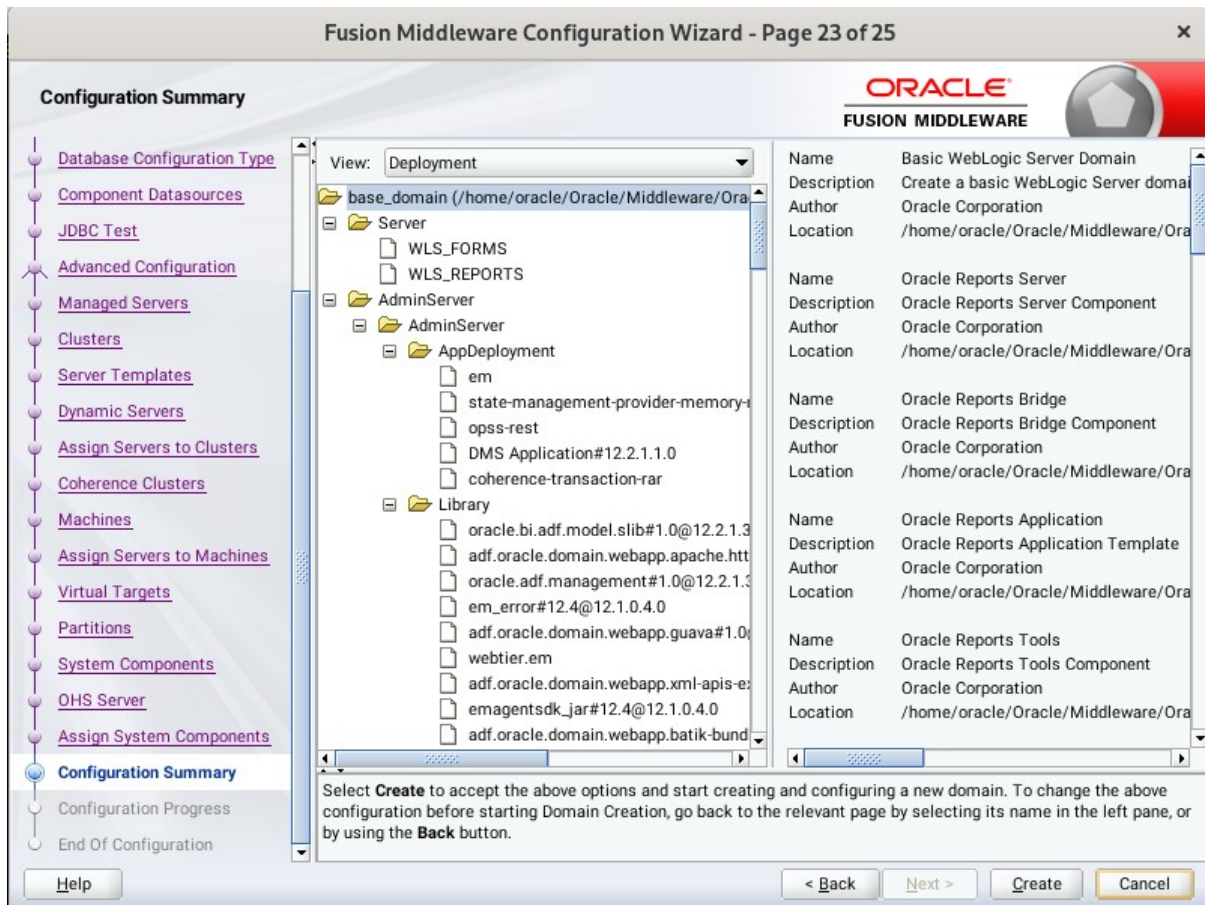 Fusion Middleware Configuration Wizard - Page 23 of 25
Configuration Summary
ORACLE
FUSION MIDDLEWARE
Database Configuration Type
Component Datasources
JDBC Test
Advanced Configuration
Managed Servers
Clusters
Server Templates
Dynamic Servers
Assign Servers to Clusters
Coherence Clusters
Machines
Assign Servers to Machines
Virtual Targets
Partitions
System Components
OHS Server
Assign System Components
Configuration Summary
Configuration Progress
End Of Configuration
View: Deployment
base_domain (/home/oracle/Oracle/Middleware/Ora
Server
WLS_FORMS
WLS_REPORTS
AdminServer
AdminServer
AppDeployment
em
state-management-provider-memory-
opss-rest
DMS Application#12.2.1.1.0
coherence-transaction-rar
Library
oracle.bi.adf.model.slib#1.0@12.2.1.3
adf.oracle.domain.webapp.apache.htt
oracle.adf.management#1.0@12.2.1.3
em_error#12.4@12.1.0.4.0
adf.oracle.domain.webapp.guava#1.0@
webtier.em
adf.oracle.domain.webapp.xml-apis-ex
emagentsdk_jar#12.4@12.1.0.4.0
adf.oracle.domain.webapp.batik-bund
Name Basic WebLogic Server Domain
Description Create a basic WebLogic Server domai
Author Oracle Corporation
Location /home/oracle/Oracle/Middleware/Ora
Name Oracle Reports Server
Description Oracle Reports Server Component
Author Oracle Corporation
Location /home/oracle/Oracle/Middleware/Ora
Name Oracle Reports Bridge
Description Oracle Reports Bridge Component
Author Oracle Corporation
Location /home/oracle/Oracle/Middleware/Ora
Name Oracle Reports Application
Description Oracle Reports Application Template
Author Oracle Corporation
Location /home/oracle/Oracle/Middleware/Ora
Name Oracle Reports Tools
Description Oracle Reports Tools Component
Author Oracle Corporation
Location /home/oracle/Oracle/Middleware/Ora
Select Create to accept the above options and start creating and configuring a new domain. To change the above
configuration before starting Domain Creation, go back to the relevant page by selecting its name in the left pane, or
by using the Back button.
Help
< Back
Next >
Create
Cancel